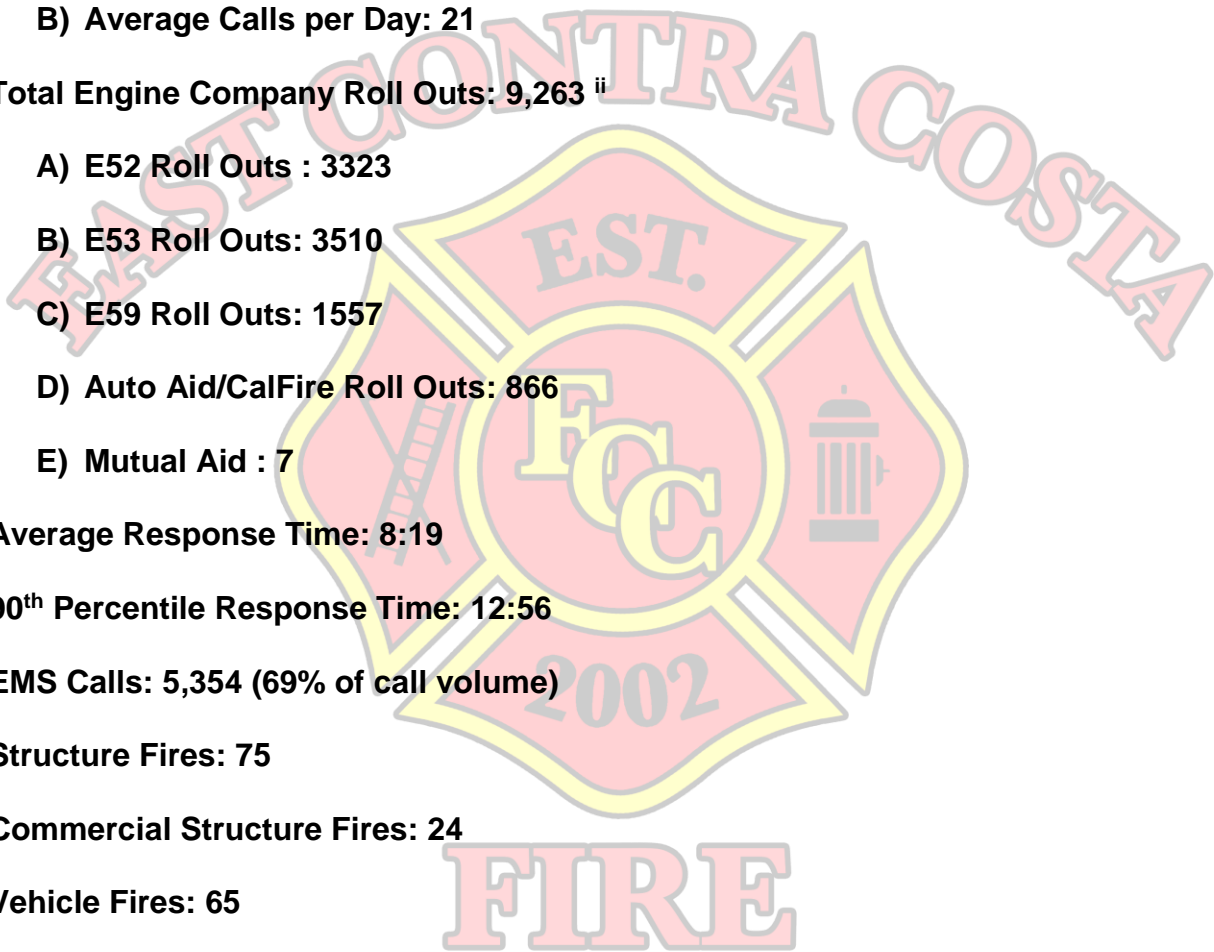 B) Average Calls per Day: 21
Total Engine Company Roll Outs: 9,263 ii
A) E52 Roll Outs : 3323
B) E53 Roll Outs: 3510
C) E59 Roll Outs: 1557
D) Auto Aid/CalFire Roll Outs: 866
E) Mutual Aid : 7
Average Response Time: 8:19
90th Percentile Response Time: 12:56
EMS Calls: 5,354 (69% of call volume)
Structure Fires: 75
Commercial Structure Fires: 24
Vehicle Fires: 65
EAST CONTRA COSTA
EST.
ECC
2002
FIRE